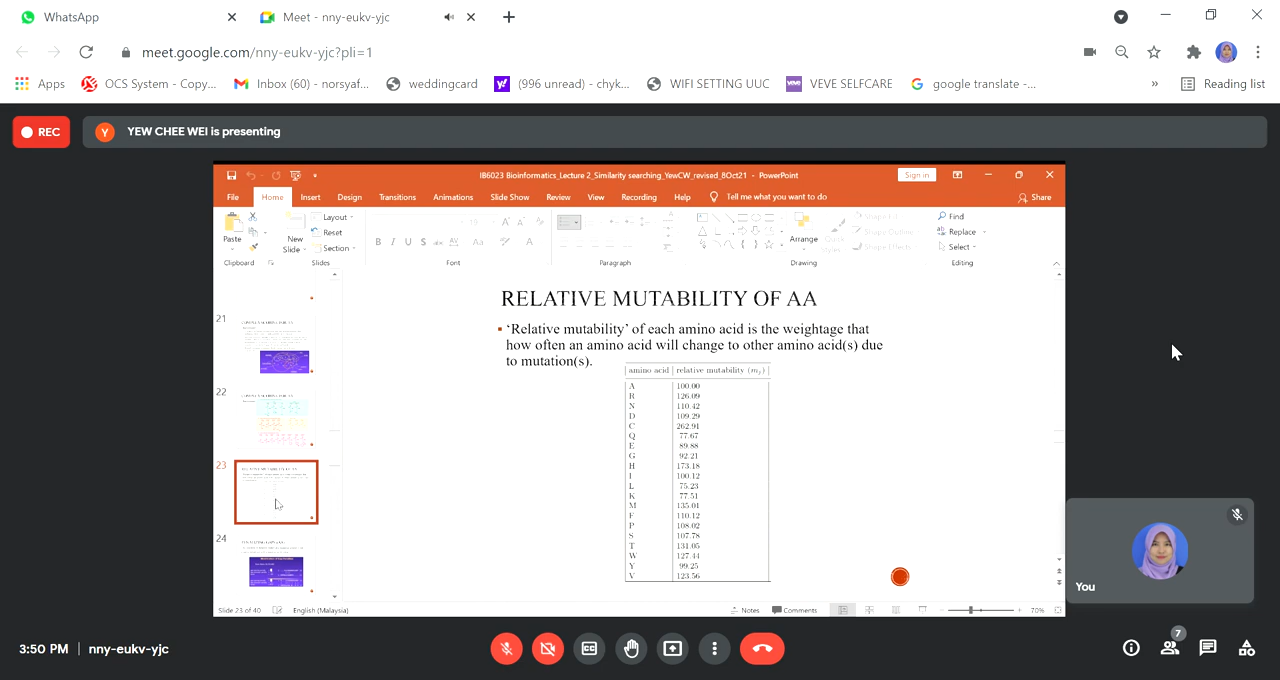 WhatsApp
Meet - nny-eukv-yjc
meet.google.com/nny-eukv-yjc?pli=1
Apps
OCS System - Copy...
Inbox (60) - norsyaf...
weddingcard
(996 unread) - chyk...
WIFI SETTING UUC
VEVE SELFCARE
google translate -...
»
Reading list
REC
Y
YEW CHEE WEI is presenting
IB6023 Bioinformatics_Lecture 2_Similarity searching_YewCW_revised_8Oct21 - PowerPoint
Sign in
File
Home
Insert
Design
Transitions
Animations
Slide Show
Review
View
Recording
Help
Tell me what you want to do
Share
Paste
New
Slide
Layout
Reset
Section
Arrange
Quick
Styles
Shape Fill
Shape Outline
Shape Effects
Find
Replace
Select
Clipboard
Slides
Font
Paragraph
Drawing
Editing
21
22
23
24
RELATIVE MUTABILITY OF AA
• ‘Relative mutability’ of each amino acid is the weightage that
how often an amino acid will change to other amino acid(s) due
to mutation(s).
amino acid | relative mutability (mj)
A 100.00
R 126.09
N 110.42
D 109.29
C 262.91
Q 77.67
E 89.88
G 92.21
H 173.18
I 100.12
L 75.23
K 77.51
M 135.01
F 110.12
P 108.02
S 107.78
T 131.05
W 127.44
Y 99.25
V 123.56
Slide 23 of 40
English (Malaysia)
Notes
Comments
70%
You
3:50 PM | nny-eukv-yjc
7